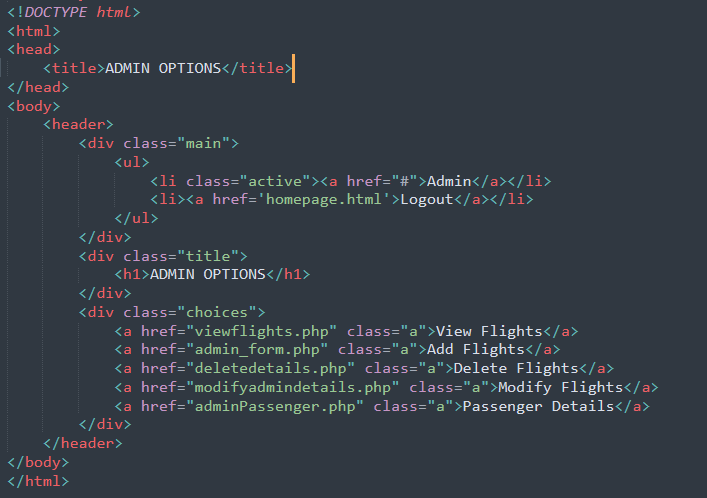 <!DOCTYPE html>
<html>
<head>
    <title>ADMIN OPTIONS</title>
</head>
<body>
    <header>
        <div class="main">
            <ul>
                <li class="active"><a href="#">Admin</a></li>
                <li><a href='homepage.html'>Logout</a></li>
            </ul>
        </div>
        <div class="title">
            <h1>ADMIN OPTIONS</h1>
        </div>
        <div class="choices">
            <a href="viewflights.php" class="a">View Flights</a>
            <a href="admin_form.php" class="a">Add Flights</a>
            <a href="deletedetails.php" class="a">Delete Flights</a>
            <a href="modifyadmindetails.php" class="a">Modify Flights</a>
            <a href="adminPassenger.php" class="a">Passenger Details</a>
        </div>
    </header>
</body>
</html>